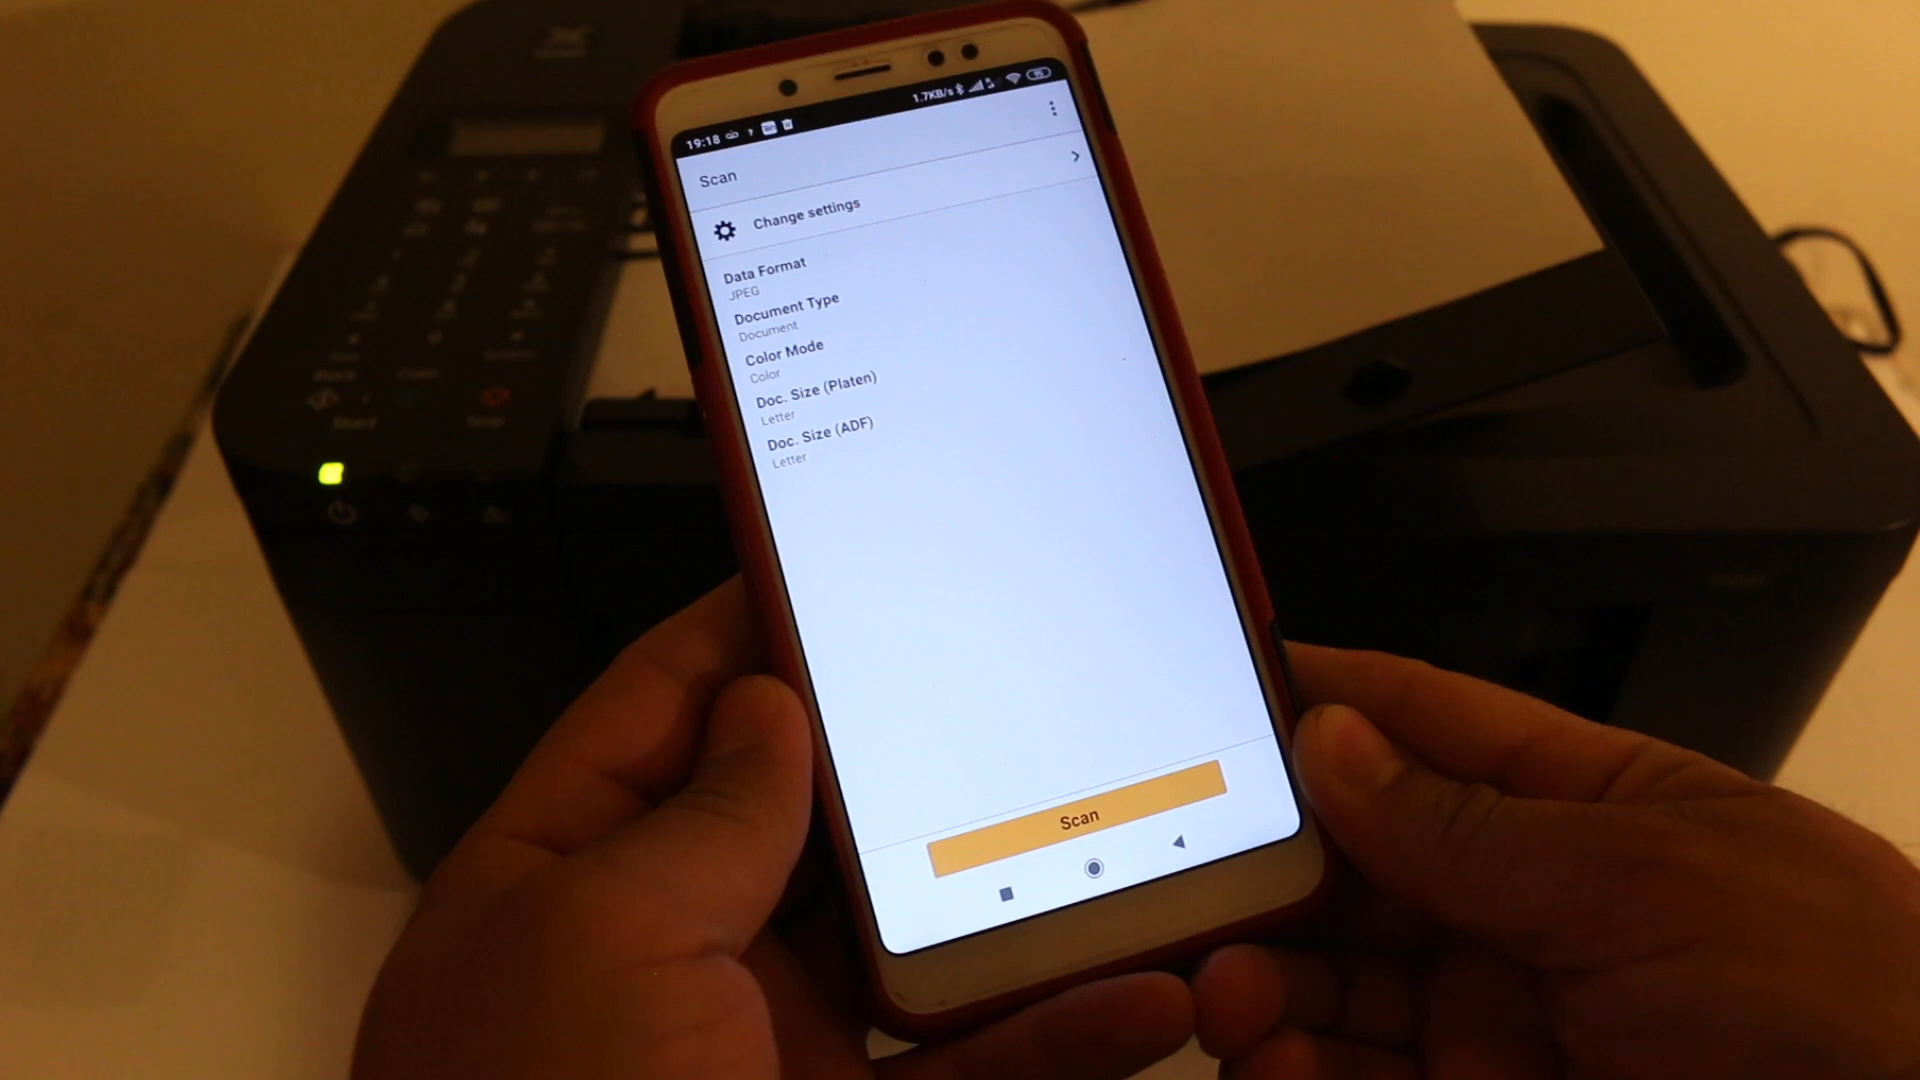 19:18 1.7KB/s
Scan
Change settings
Data Format
JPEG
Document Type
Document
Color Mode
Color
Doc. Size (Platen)
Letter
Doc. Size (ADF)
Letter
Scan